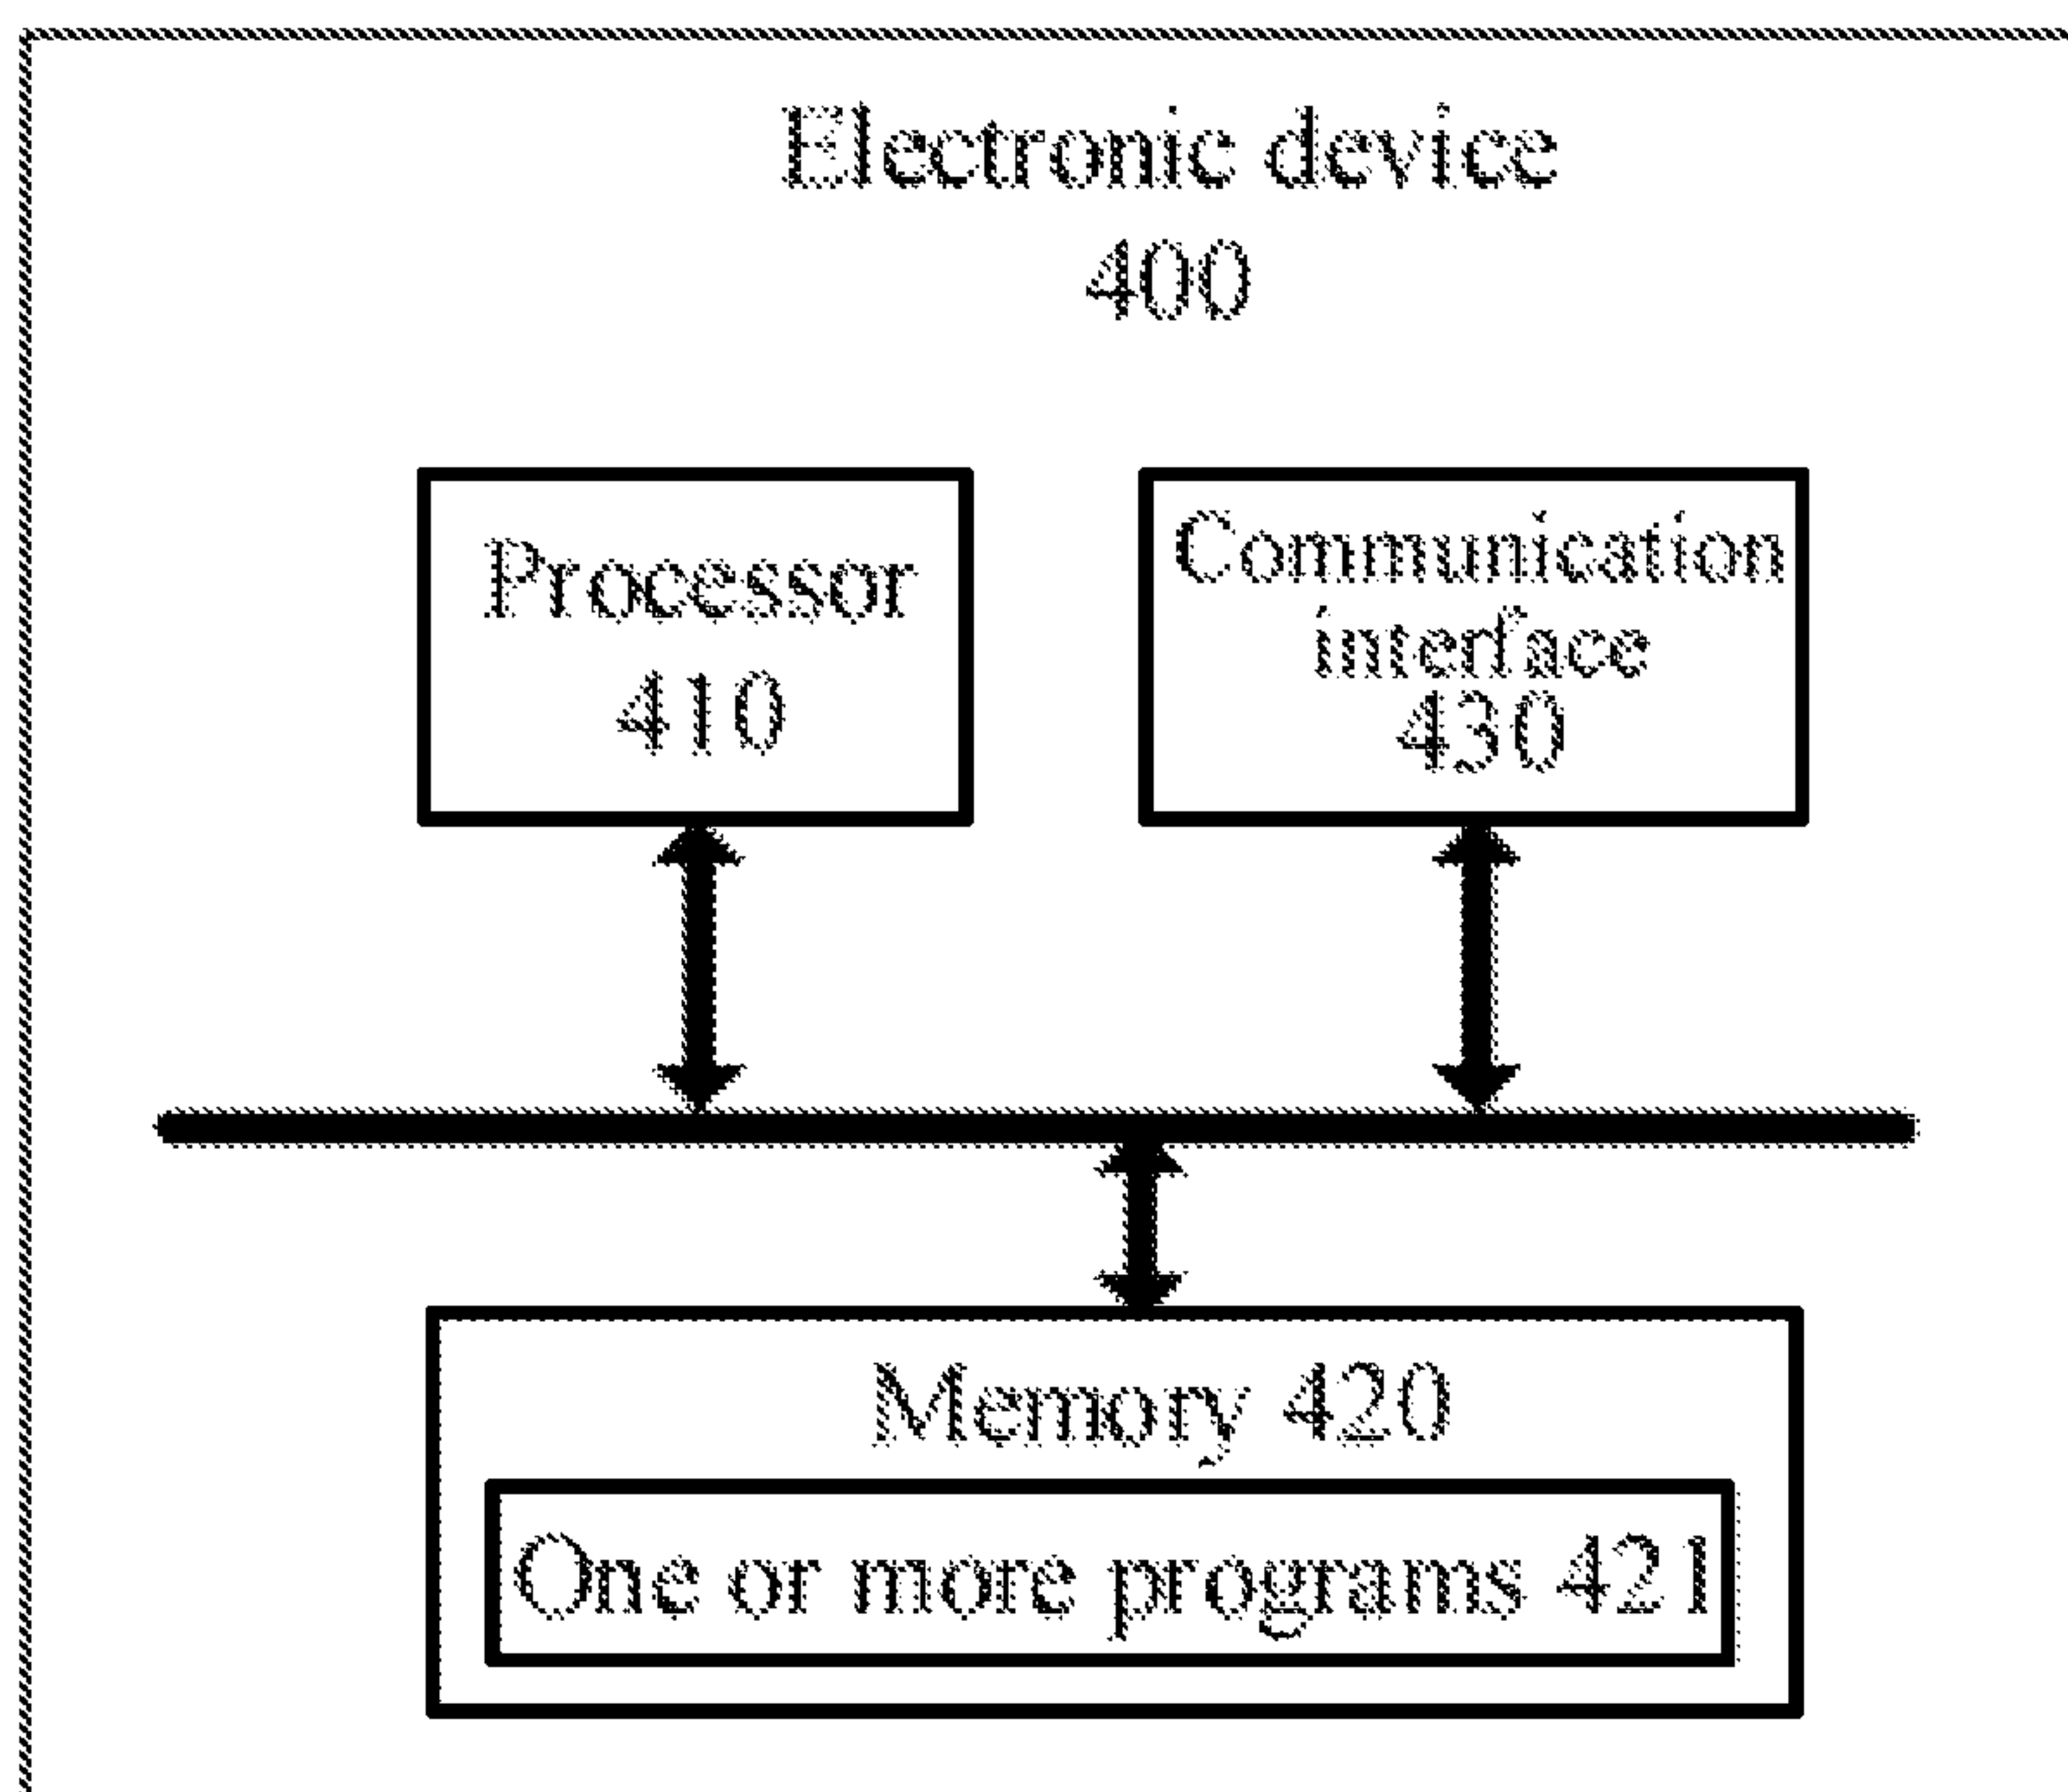 Electronic device
400
Processor
410
Communication
interface
430
Memory 420
One or more programs 421